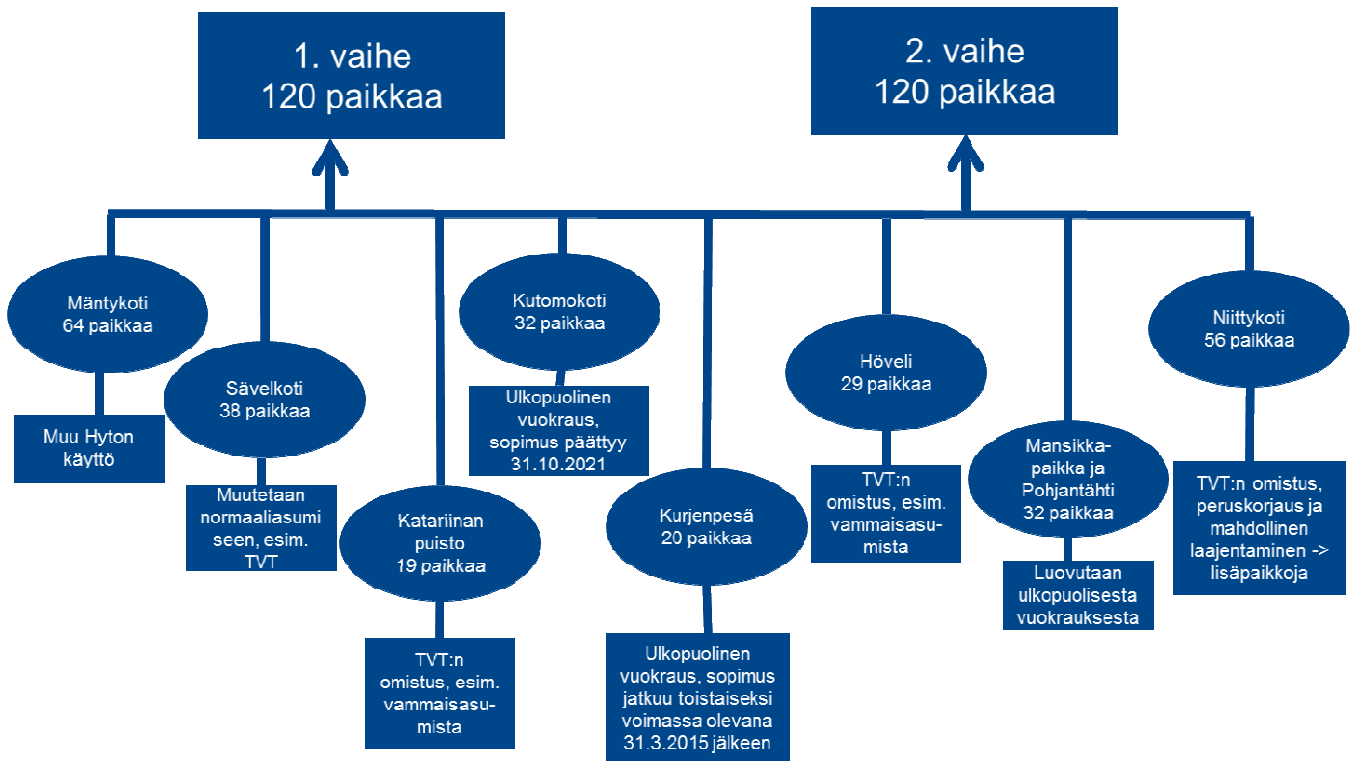 1. vaihe
120 paikkaa
2. vaihe
120 paikkaa
Mäntykoti
64 paikkaa
Muu Hyton
käyttö
Sävelkoti
38 paikkaa
Muutetaan
normaaliasumi
seen, esim.
TVT
Katariinan
puisto
19 paikkaa
TVT:n
omistus, esim.
vammaisasu-
mista
Kutomokoti
32 paikkaa
Ulkopuolinen
vuokraus,
sopimus päättyy
31.10.2021
Kurjenpesä
20 paikkaa
Ulkopuolinen
vuokraus, sopimus
jatkuu toistaiseksi
voimassa olevana
31.3.2015 jälkeen
Höveli
29 paikkaa
TVT:n
omistus, esim.
vammaisasu-
mista
Mansikka-
paikka ja
Pohjantähti
32 paikkaa
Luovutaan
ulkopuolisesta
vuokrauksesta
Niittykoti
56 paikkaa
TVT:n omistus,
peruskorjaus ja
mahdollinen
laajentaminen ->
lisäpaikkoja